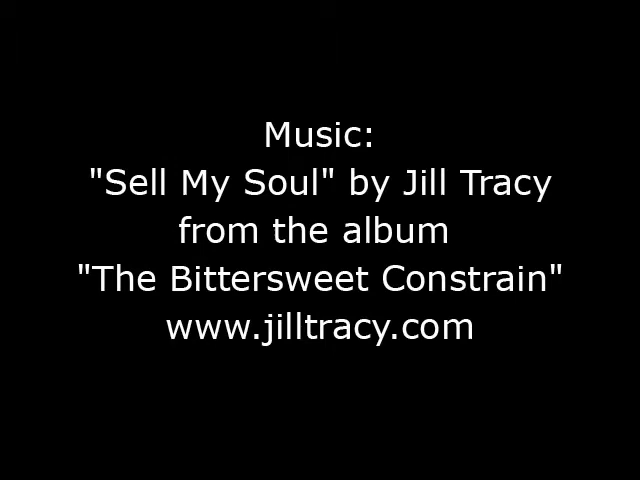 Music:
"Sell My Soul" by Jill Tracy
from the album
"The Bittersweet Constrain"
www.jilltracy.com